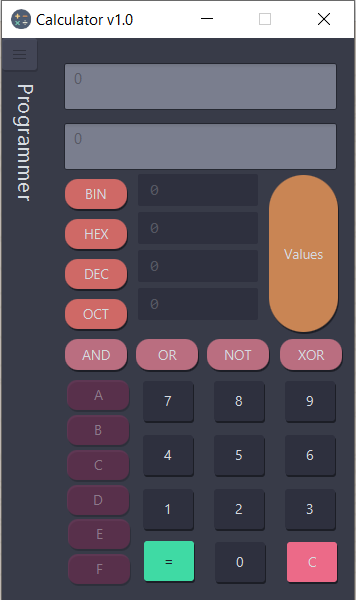 Calculator v1.0
Programmer
0
0
BIN 0
HEX 0
DEC 0
OCT 0
Values
AND OR NOT XOR
A
B
C
D
E
F
7 8 9
4 5 6
1 2 3
= 0 C